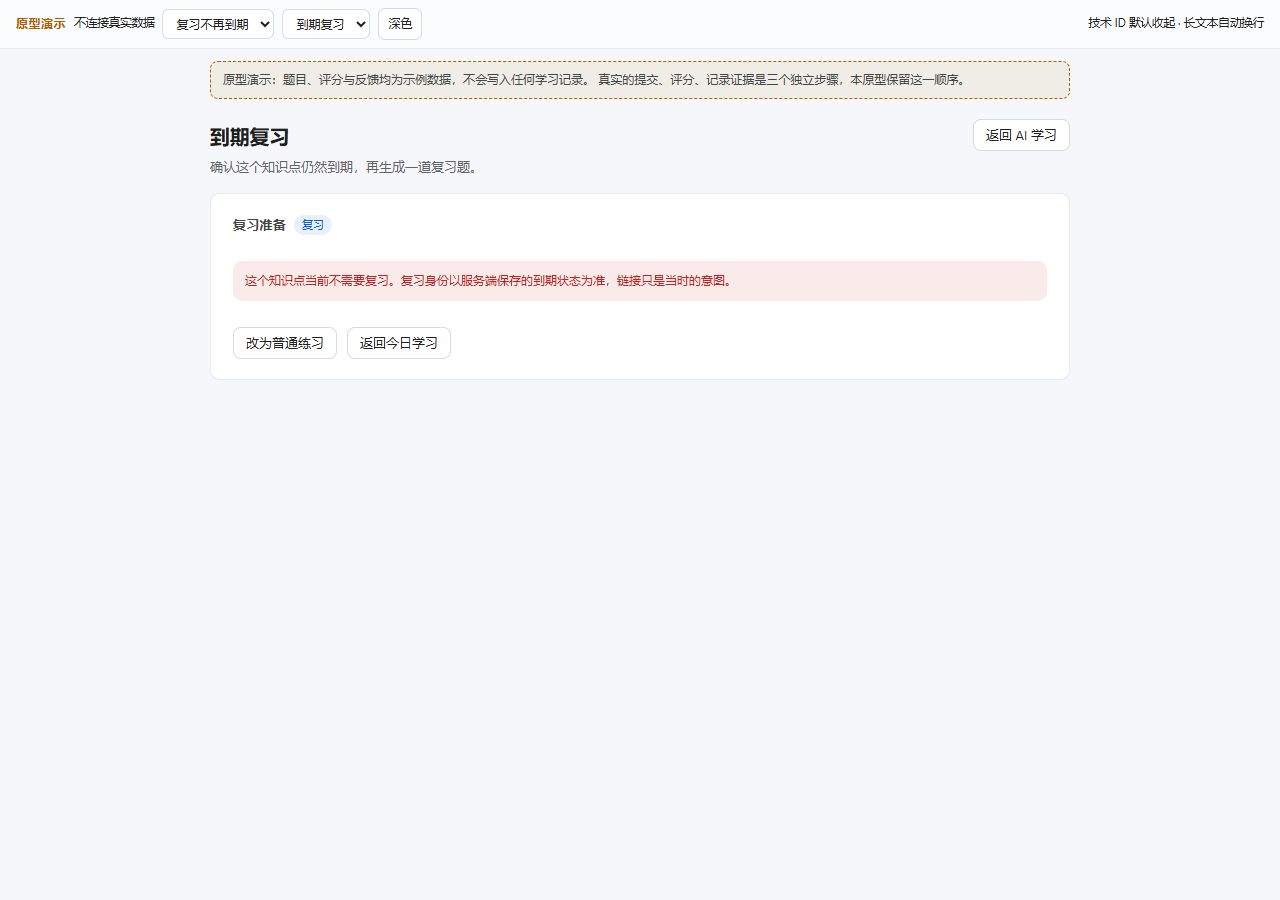 原型演示 不连接真实数据 复习不再到期 到期复习 深色 技术 ID 默认收起 · 长文本自动换行
原型演示：题目、评分与反馈均为示例数据，不会写入任何学习记录。 真实的提交、评分、记录证据是三个独立步骤，本原型保留这一顺序。
到期复习 返回 AI 学习
确认这个知识点仍然到期，再生成一道复习题。
复习准备 复习
这个知识点当前不需要复习。复习身份以服务端保存的到期状态为准，链接只是当时的意图。
改为普通练习 返回今日学习